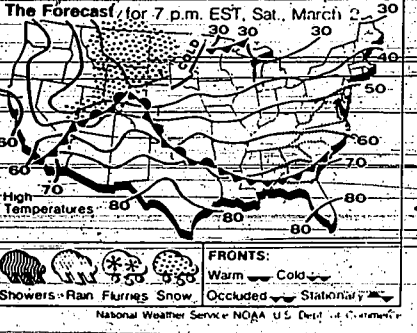 The Forecast for 7 p.m. EST, Sat., March 2
30 30 30 30
COLD
40
50
60 60
60 70
70
High
Temperatures
80 80 80 80
FRONTS:
Warm Cold
Showers Rain Flurries Snow Occluded Stationary
National Weather Service NOAA U.S. Dept. of Commerce